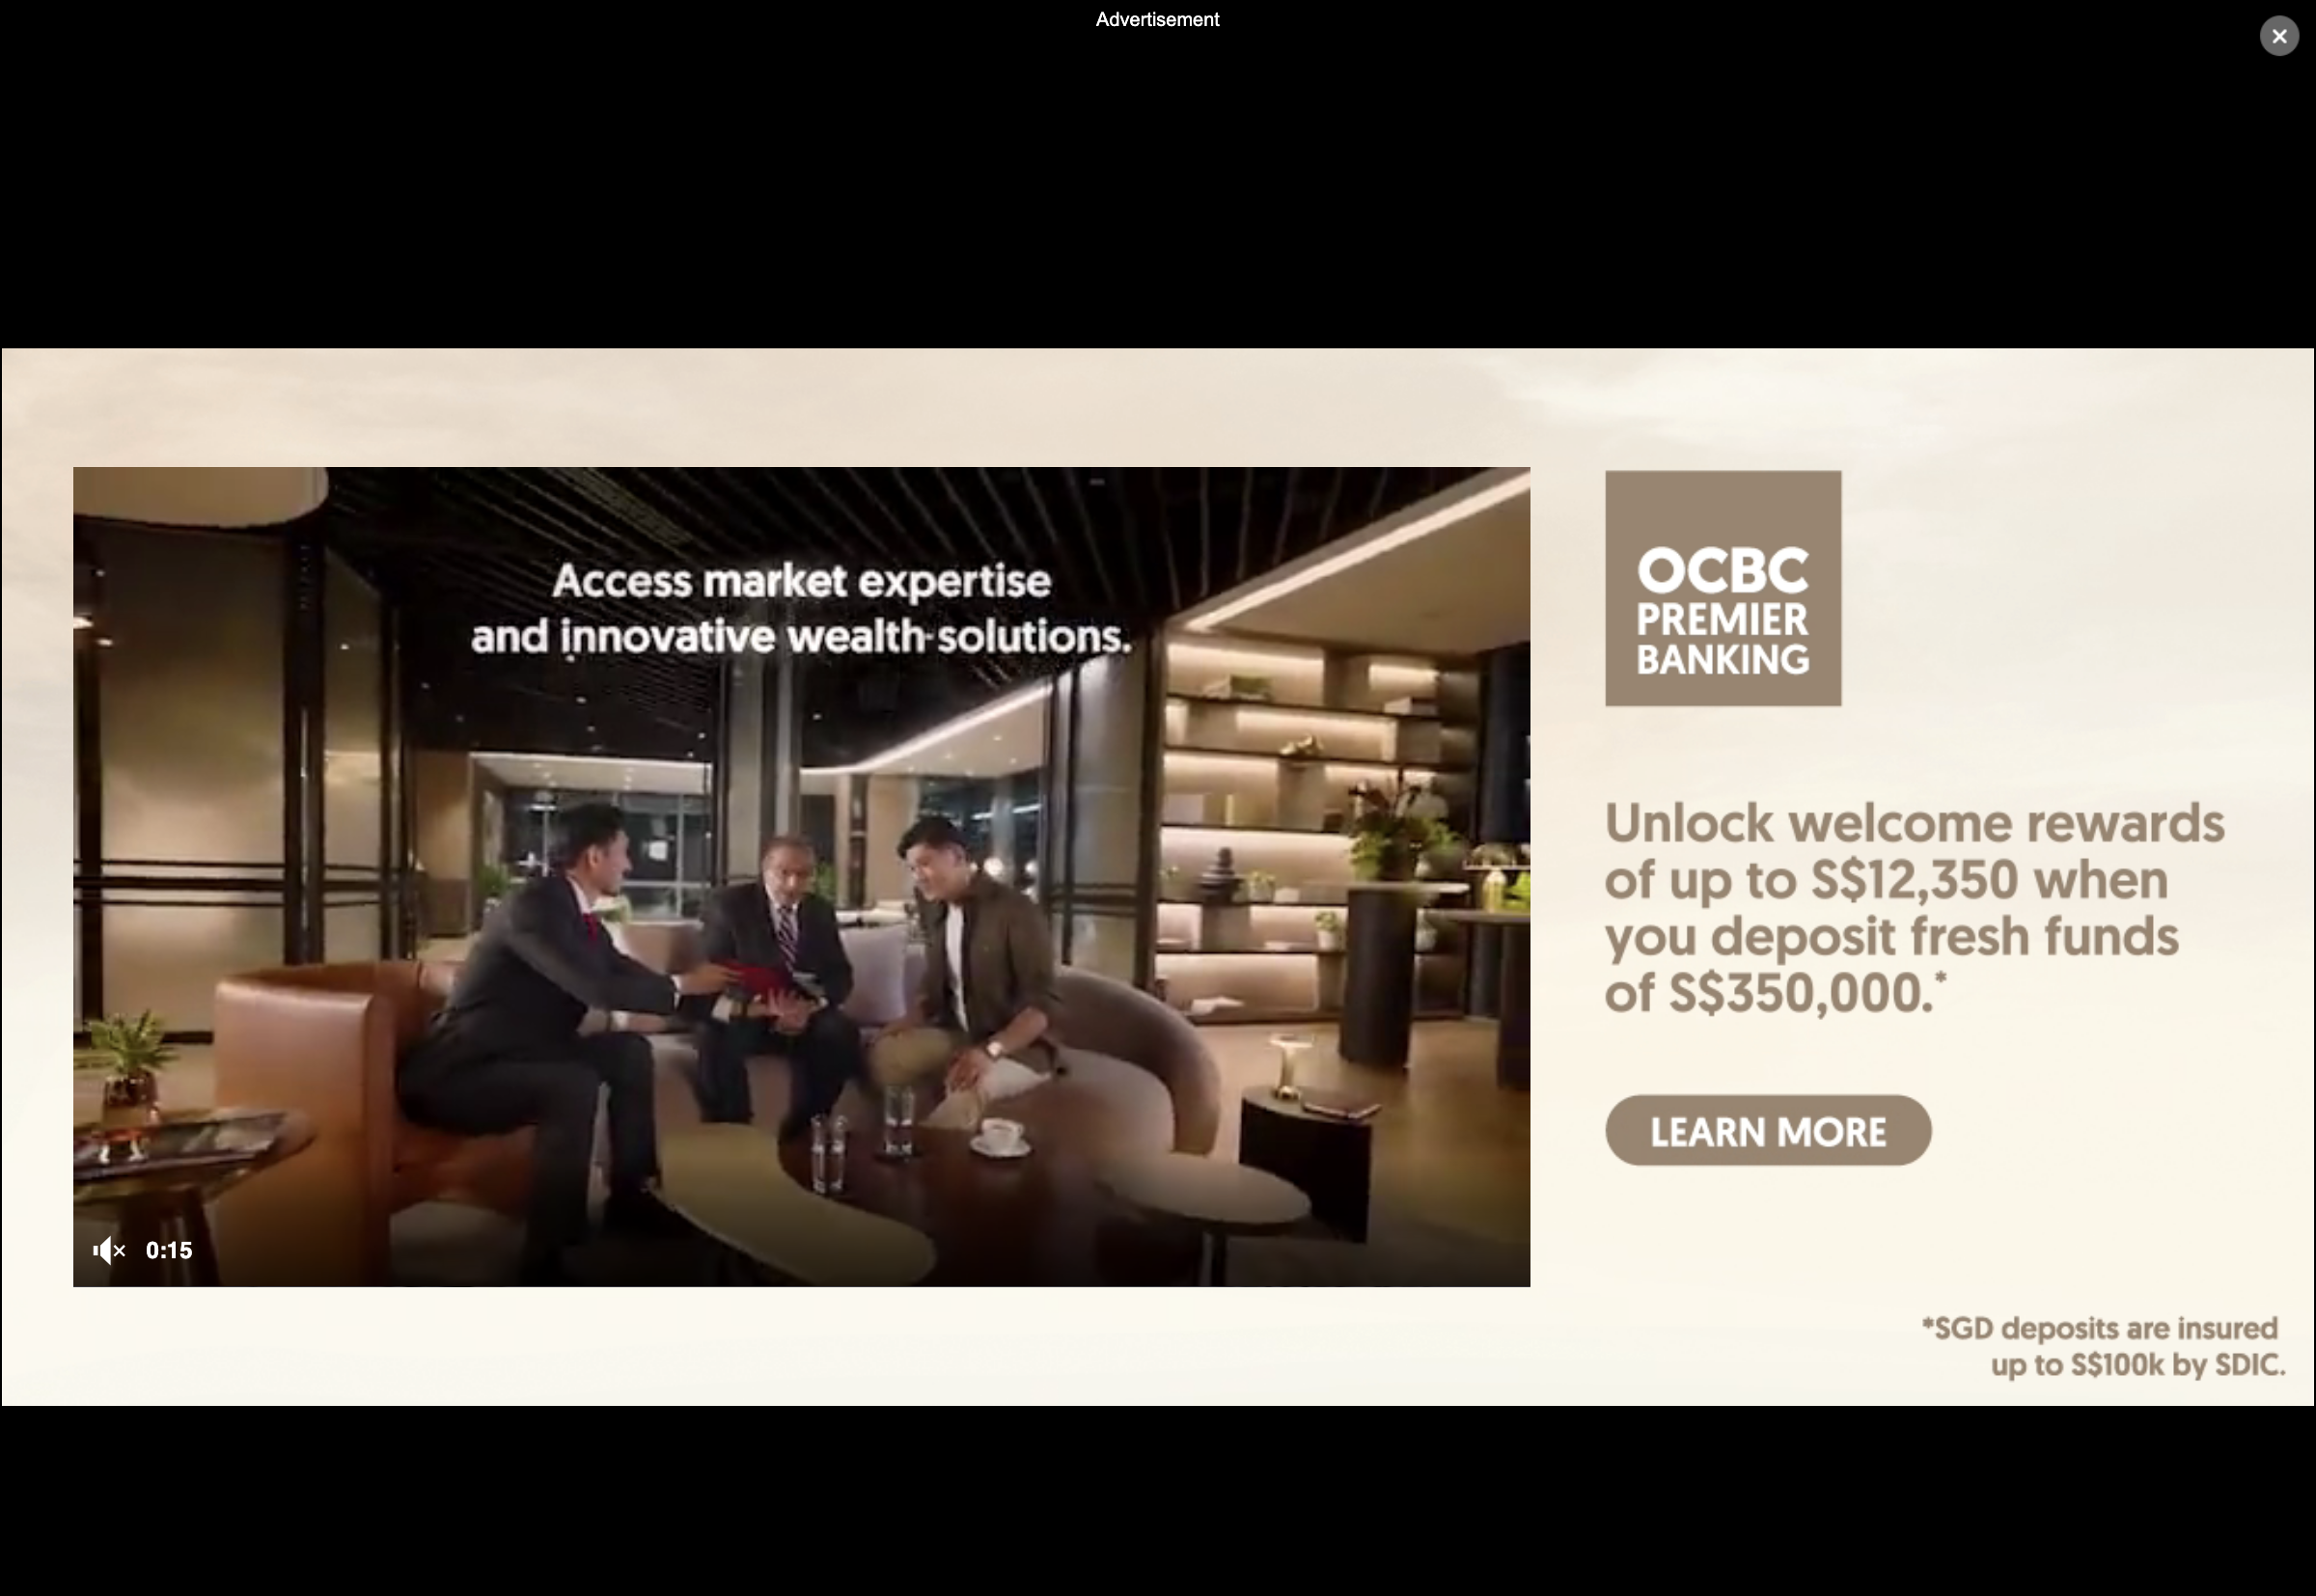 Advertisement
Access market expertise
and innovative wealth solutions.
0:15
OCBC
PREMIER
BANKING
Unlock welcome rewards
of up to S$12,350 when
you deposit fresh funds
of S$350,000.*
LEARN MORE
*SGD deposits are insured
up to S$100k by SDIC.